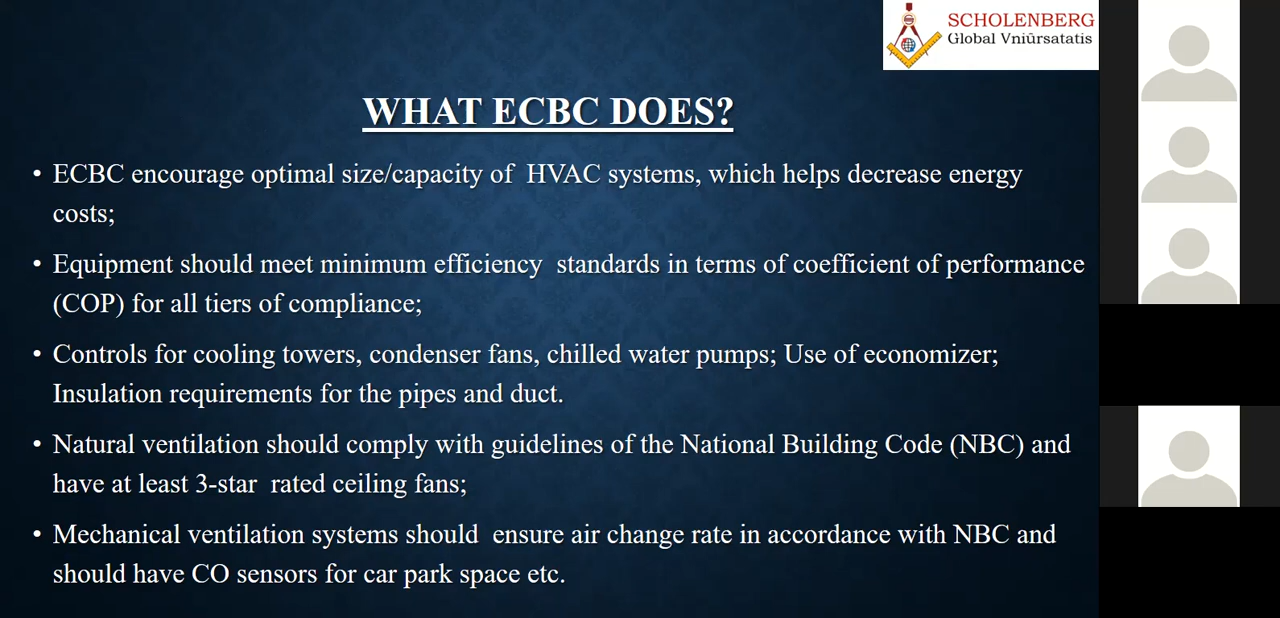 SCHOLENBERG
Global Vniũrsatatis
WHAT ECBC DOES?
• ECBC encourage optimal size/capacity of HVAC systems, which helps decrease energy
costs;
• Equipment should meet minimum efficiency standards in terms of coefficient of performance
(COP) for all tiers of compliance;
• Controls for cooling towers, condenser fans, chilled water pumps; Use of economizer;
Insulation requirements for the pipes and duct.
• Natural ventilation should comply with guidelines of the National Building Code (NBC) and
have at least 3-star rated ceiling fans;
• Mechanical ventilation systems should ensure air change rate in accordance with NBC and
should have CO sensors for car park space etc.